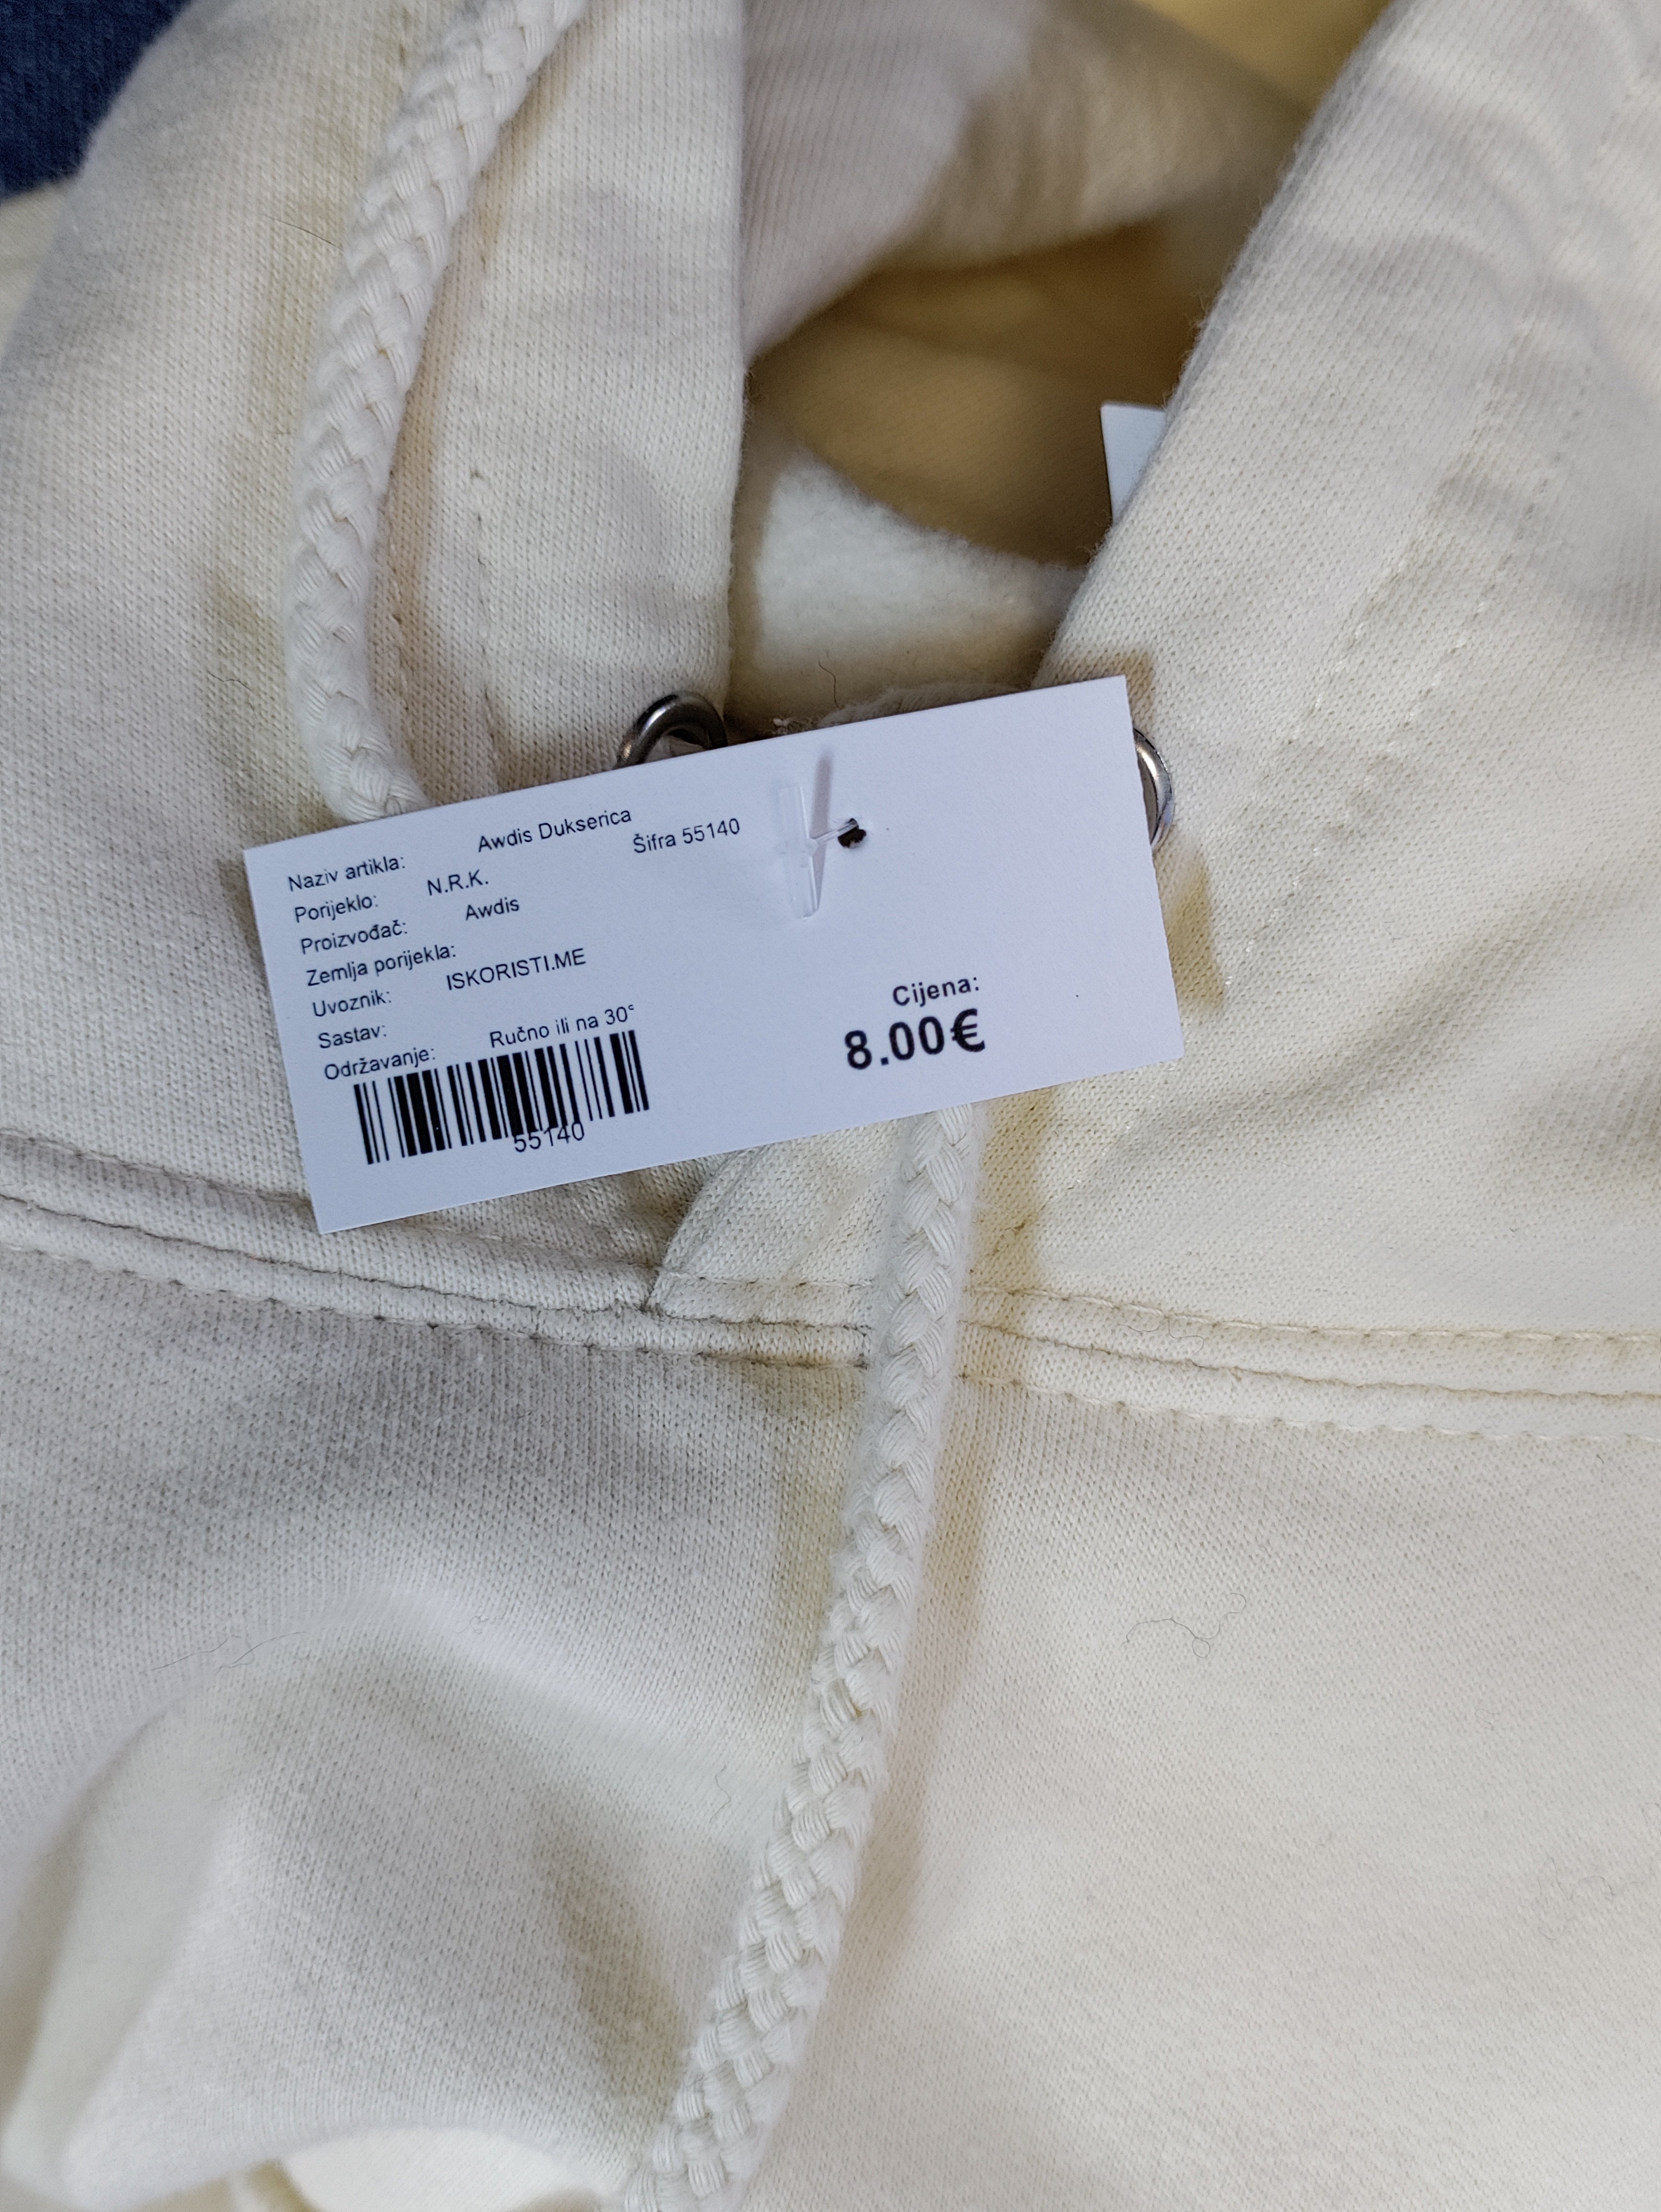 Naziv artikla: Awdis Dukserica
Šifra 55140
Porijeklo: N.R.K.
Proizvođač: Awdis
Zemlja porijekla:
Uvoznik: ISKORISTI.ME
Sastav:
Održavanje: Ručno ili na 30°
55140
Cijena:
8.00€